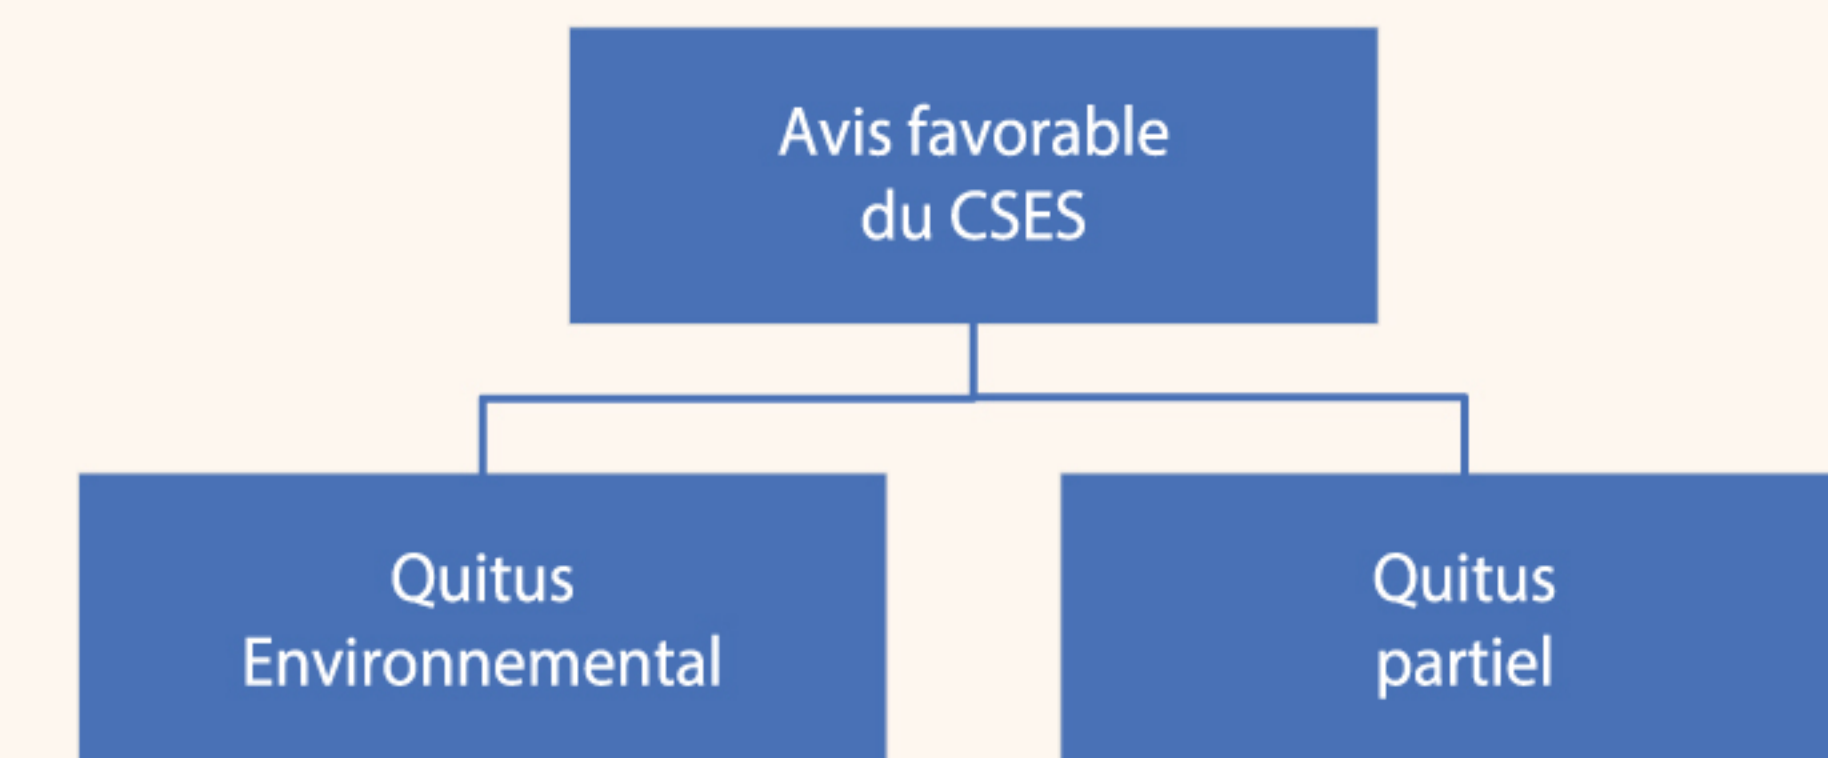 Avis favorable
du CSES
Quitus
Environnemental
Quitus
partiel